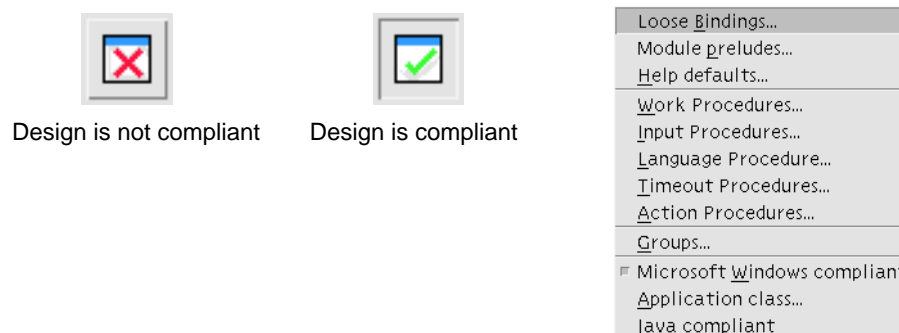 Design is not compliant
Design is compliant
Loose Bindings...
Module preludes...
Help defaults...
Work Procedures...
Input Procedures...
Language Procedure...
Timeout Procedures...
Action Procedures...
Groups...
Microsoft Windows compliant
Application class...
Java compliant